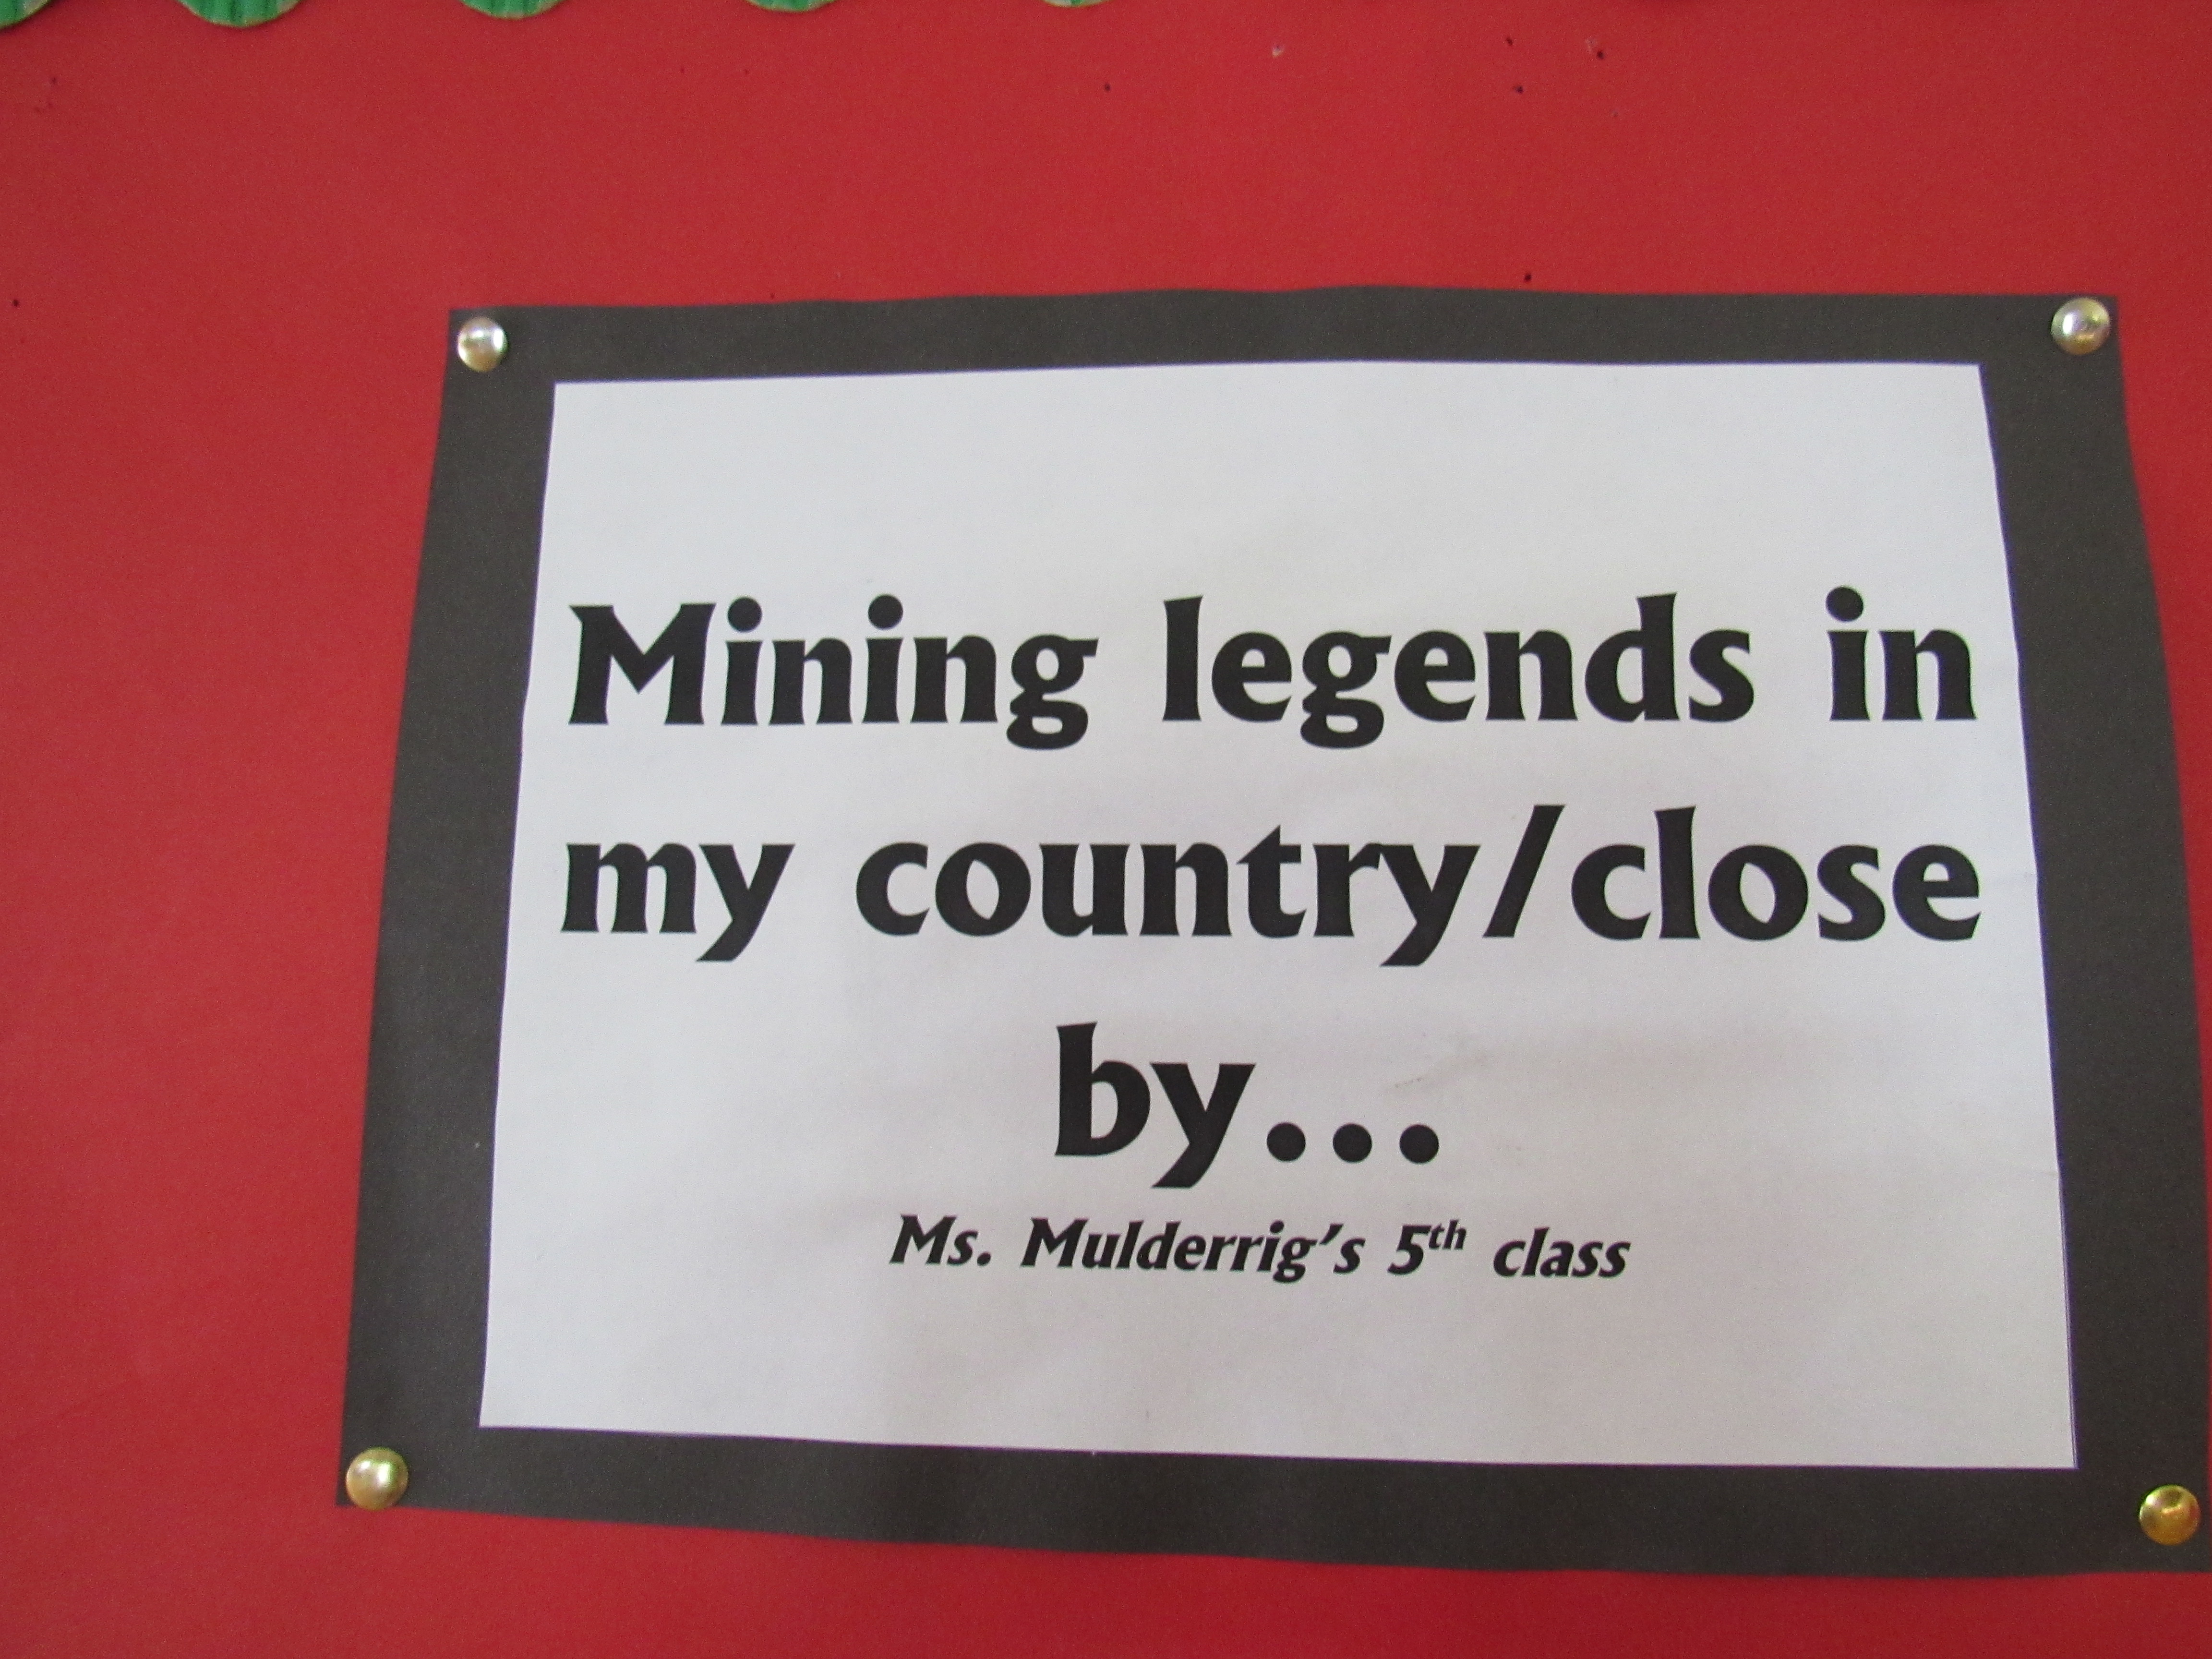 Mining legends in
my country/close
by...
Ms. Mulderrig's 5th class